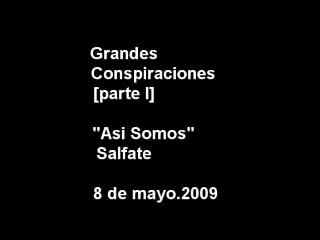 Grandes
Conspiraciones
[parte I]
"Asi Somos"
Salfate
8 de mayo.2009